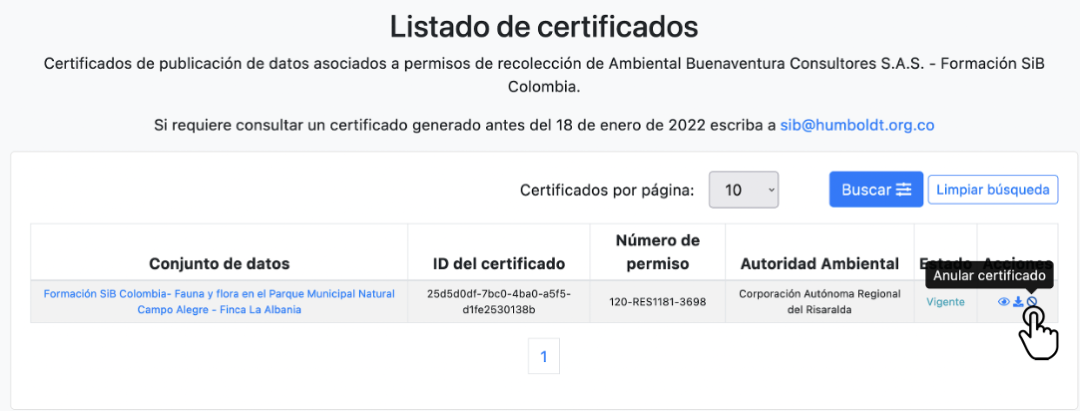 Listado de certificados
Certificados de publicación de datos asociados a permisos de recolección de Ambiental Buenaventura Consultores S.A.S. - Formación SiB
Colombia.
Si requiere consultar un certificado generado antes del 18 de enero de 2022 escriba a sib@humboldt.org.co
Certificados por página: 10 Buscar Limpiar búsqueda
Conjunto de datos ID del certificado Número de permiso Autoridad Ambiental Estado Acciones
Anular certificado
Formación SiB Colombia- Fauna y flora en el Parque Municipal Natural
Campo Alegre - Finca La Albania
25d5d0df-7bc0-4ba0-a5f5-
d1fe2530138b
120-RES1181-3698
Corporación Autónoma Regional
del Risaralda
Vigente
1